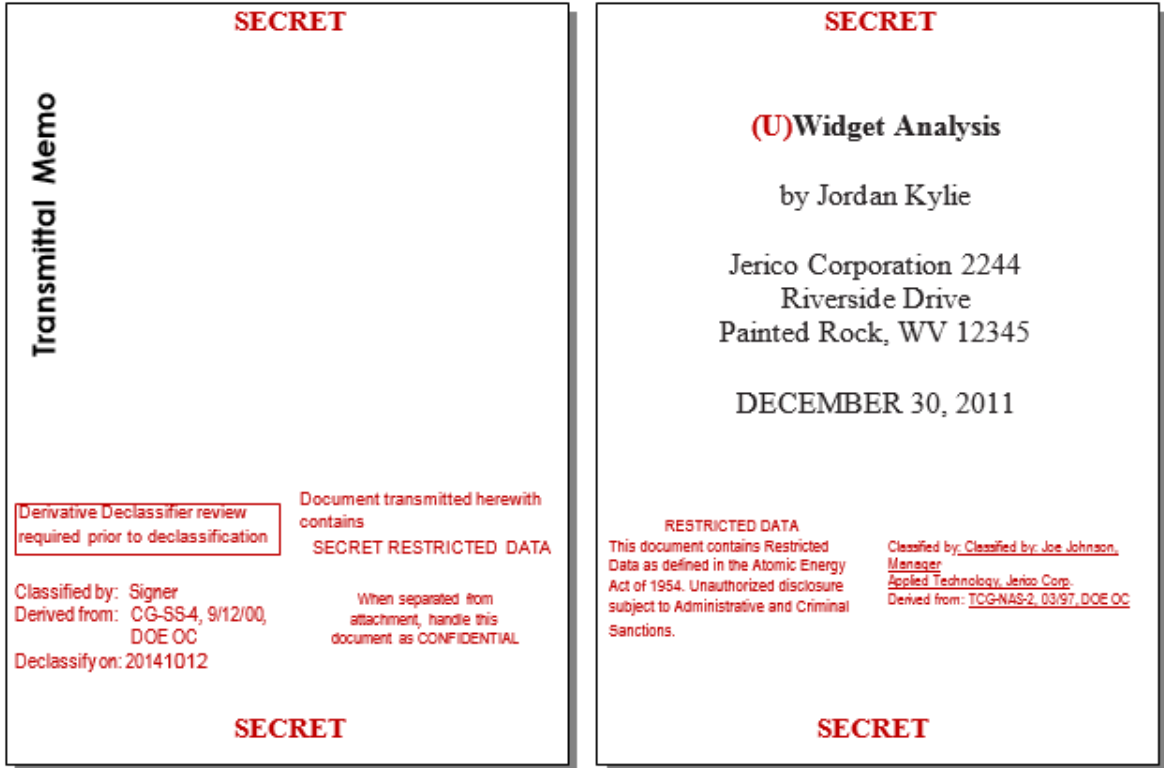 SECRET
Transmittal Memo
Derivative Declassifier review
required prior to declassification
Document transmitted herewith
contains
SECRET RESTRICTED DATA
Classified by: Signer
Derived from: CG-SS-4, 9/12/00,
DOE OC
Declassify on: 20141012
When separated from
attachment, handle this
document as CONFIDENTIAL
SECRET
SECRET
(U)Widget Analysis
by Jordan Kylie
Jerico Corporation 2244
Riverside Drive
Painted Rock, WV 12345
DECEMBER 30, 2011
RESTRICTED DATA
This document contains Restricted
Data as defined in the Atomic Energy
Act of 1954. Unauthorized disclosure
subject to Administrative and Criminal
Sanctions.
Classified by: Classified by: Joe Johnson,
Manager
Applied Technology, Jerico Corp.
Derived from: TCG-NAS-2, 03/97, DOE OC
SECRET